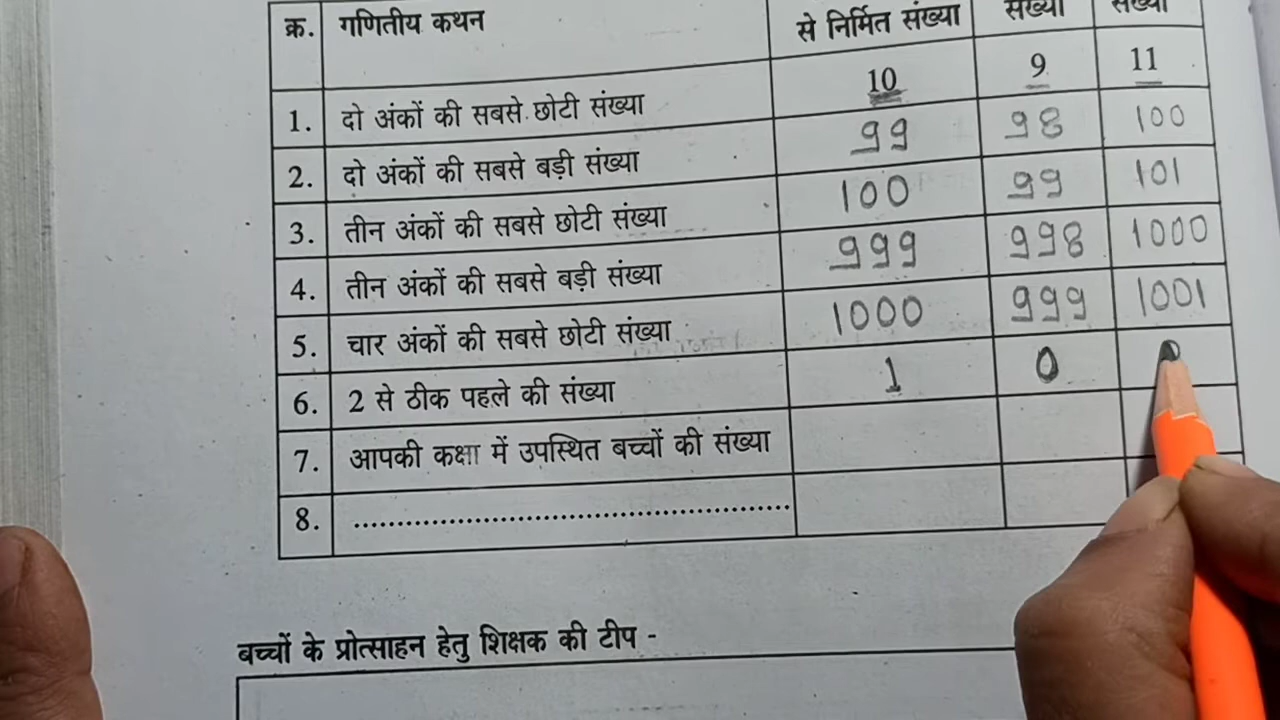 क्र. गणितीय कथन से निर्मित संख्या संख्या संख्या
1. दो अंकों की सबसे छोटी संख्या 10 9 11
2. दो अंकों की सबसे बड़ी संख्या 99 98 100
3. तीन अंकों की सबसे छोटी संख्या 100 99 101
4. तीन अंकों की सबसे बड़ी संख्या 999 998 1000
5. चार अंकों की सबसे छोटी संख्या 1000 999 1001
6. 2 से ठीक पहले की संख्या 1 0
7. आपकी कक्षा में उपस्थित बच्चों की संख्या
8. ..................................................
बच्चों के प्रोत्साहन हेतु शिक्षक की टीप -